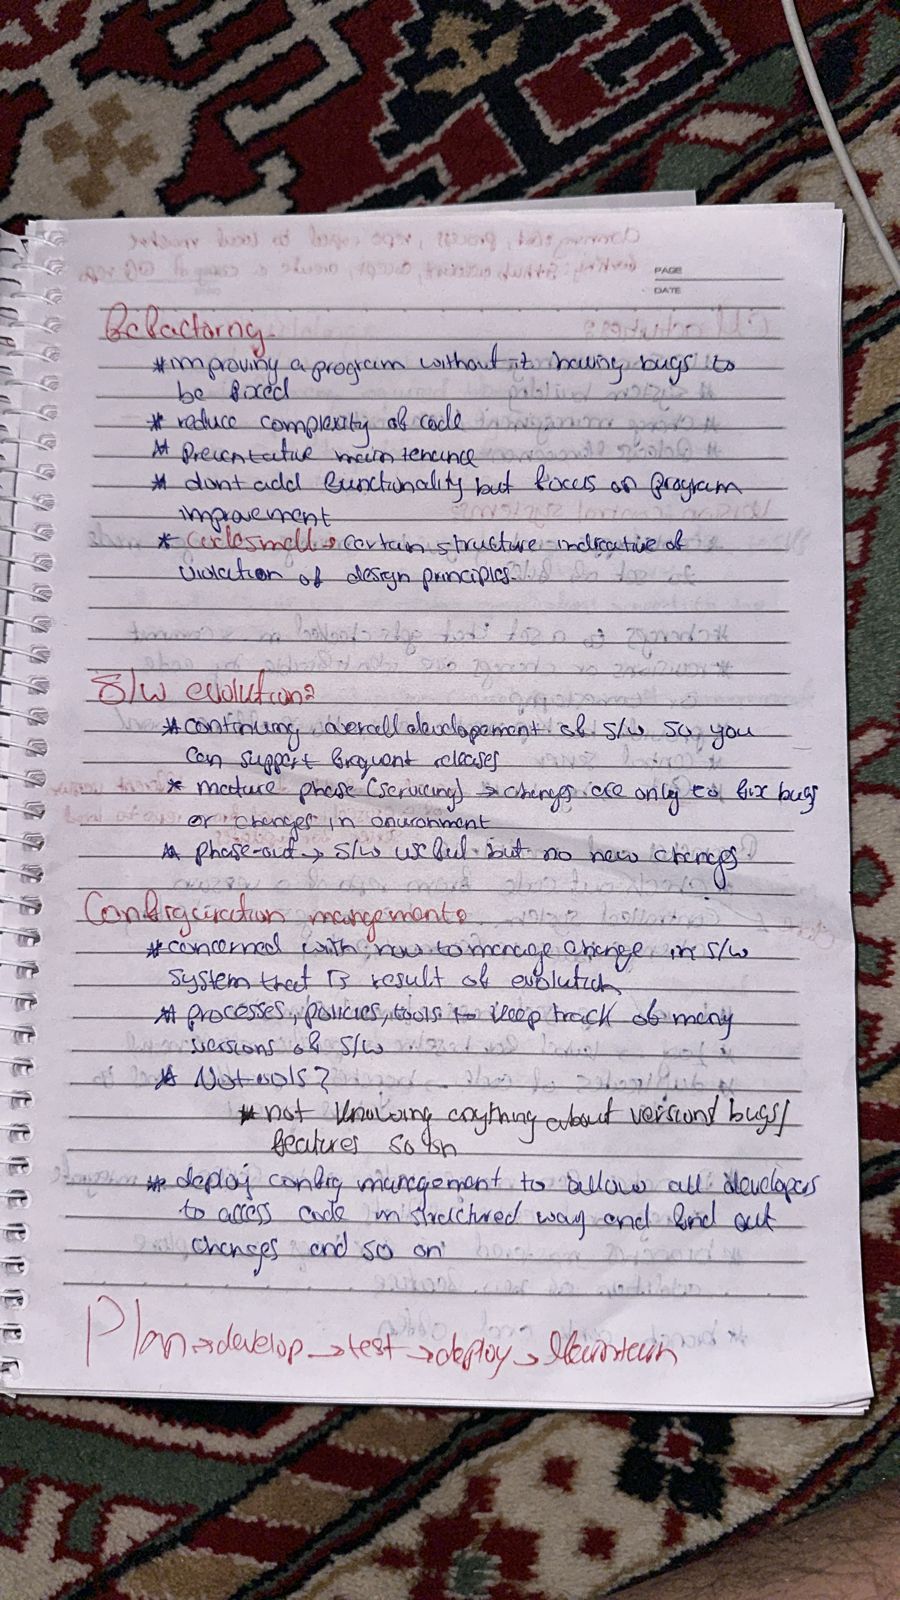 PAGE
DATE
Refactorng
* improving a program without it having bugs to
be fixed
* reduce complexity of code
* Preventative maintenance
* dont add functionality but focus on program
improvement
* code smell → certain structure indicative of
violation of design principles.
S/w evolution:
* continuing overall development of S/w so you
can support frequent releases
* mature phase (servicing) → changes are only to fix bugs
or changes in environment
* phase-out → S/w useful but no new changes
Configuration management:
* concerned with how to manage change in S/w
system that is result of evolution
* processes, policies, tools to keep track of many
versions of S/w
* Not
* not knowing anything about versions/bugs/
features so on
* deploy config management to allow all developers
to access code in structured way and find out
changes and so on
Plan → develop → test → deploy → Maintain